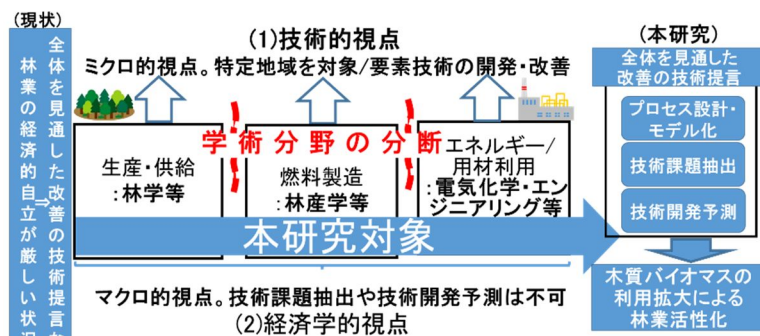 (現状)
全体を見通した改善の技術提言な
⇒
林業の経済的自立が厳しい状況
(1)技術的視点
ミクロ的視点。特定地域を対象/要素技術の開発・改善
学術分野の分断
生産・供給
:林学等
燃料製造
:林産学等
エネルギー/
用材利用
:電気化学・エン
ジニアリング等
本研究対象
マクロ的視点。技術課題抽出や技術開発予測は不可
(2)経済学的視点
(本研究)
全体を見通した
改善の技術提言
プロセス設計・
モデル化
技術課題抽出
技術開発予測
木質バイオマスの
利用拡大による
林業活性化